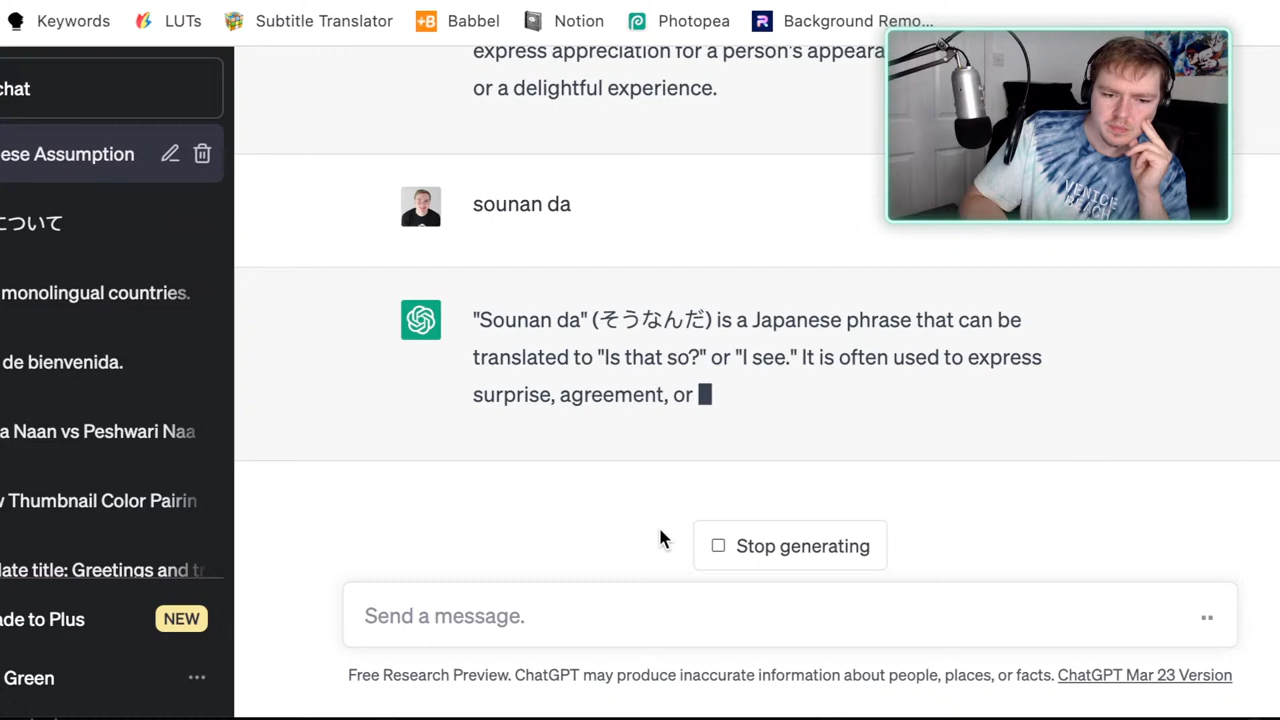 Keywords LUTs Subtitle Translator +B Babbel Notion Photopea R Background Remo...
express appreciation for a person's appeara
or a delightful experience.
chat
ese Assumption
sounan da
VENICE
BEACH
について
monolingual countries.
"Sounan da" (そうなんだ) is a Japanese phrase that can be
translated to "Is that so?" or "I see." It is often used to express
surprise, agreement, or
de bienvenida.
a Naan vs Peshwari Naa
w Thumbnail Color Pairin
Stop generating
late title: Greetings and tr
ade to Plus NEW
Send a message.
Green ...
Free Research Preview. ChatGPT may produce inaccurate information about people, places, or facts. ChatGPT Mar 23 Version